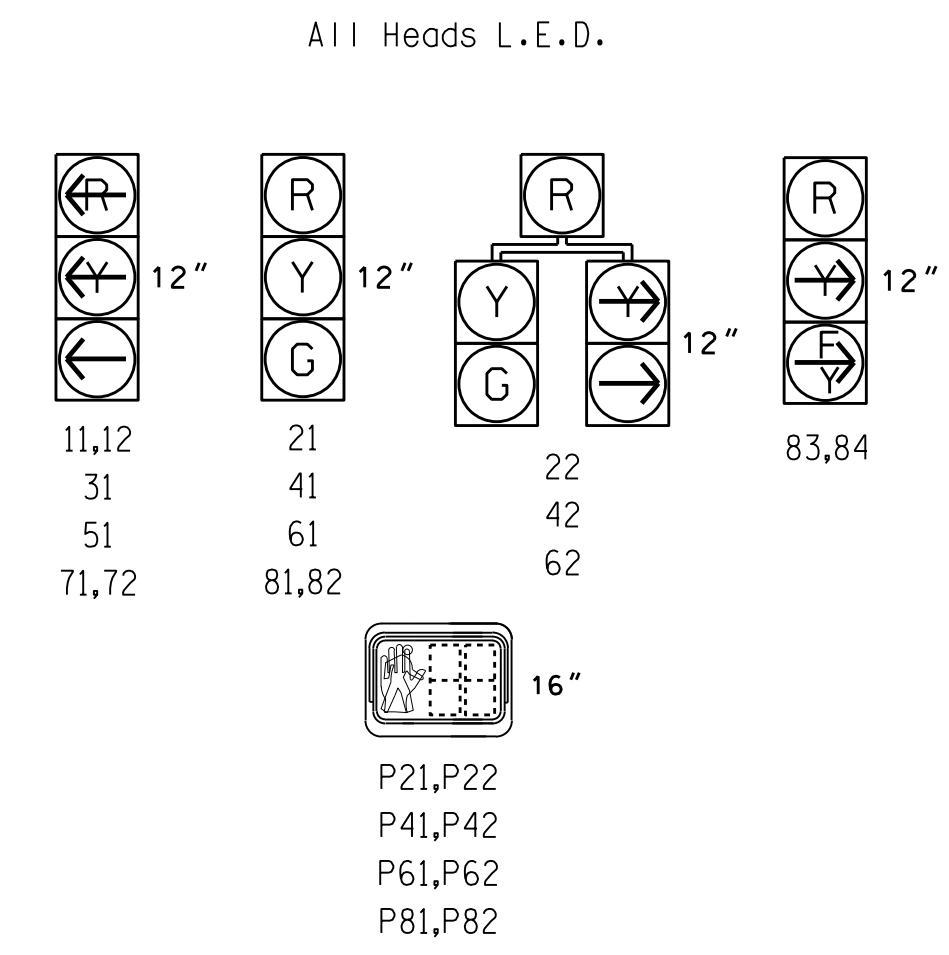 All Heads L.E.D.
R
Y
12"
11,12
31
51
71,72
R
Y
G
12"
21
41
61
81,82
R
Y
G
Y
12"
22
42
62
R
Y
F
Y
12"
83,84
16"
P21,P22
P41,P42
P61,P62
P81,P82